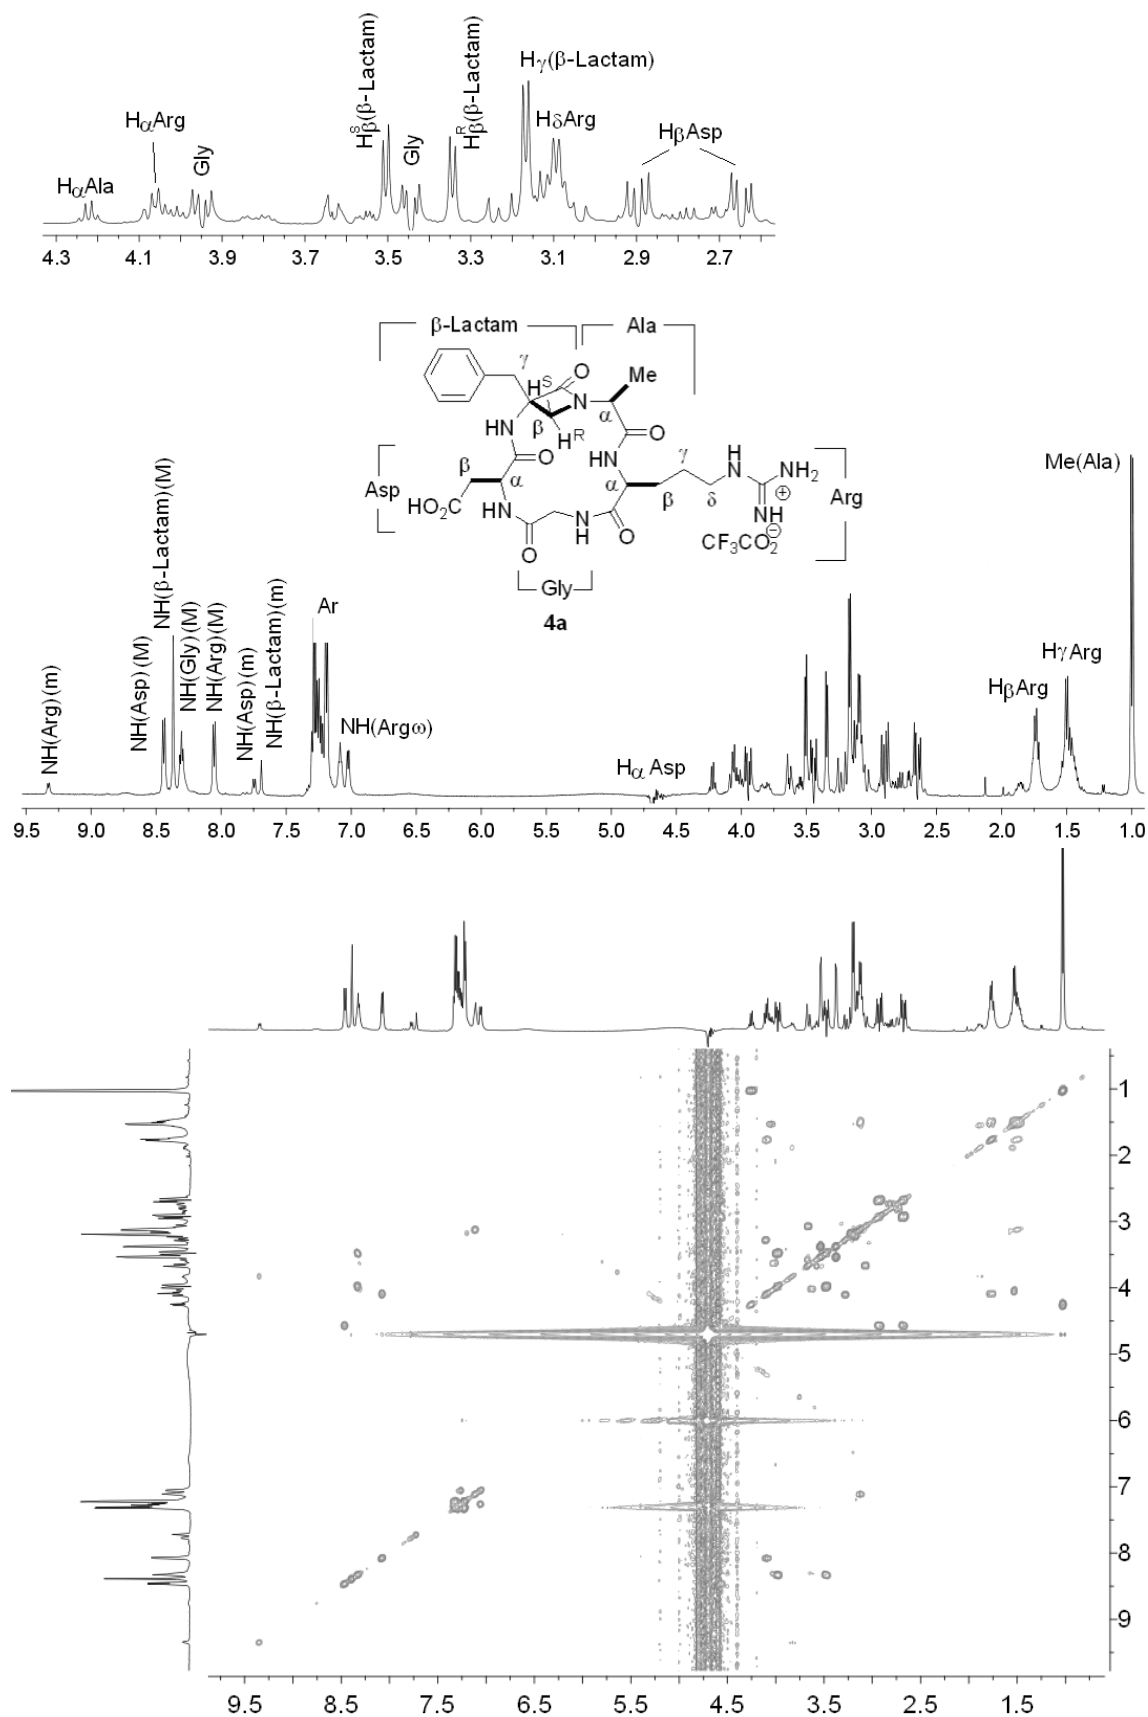 HβS(β-Lactam)
HβR(β-Lactam)
Hγ(β-Lactam)
HαArg
HδArg
HβAsp
Gly
Gly
HαAla
4.3 4.1 3.9 3.7 3.5 3.3 3.1 2.9 2.7
β-Lactam
Ala
γ
HS
O
Me
N
α
HN
β
HR
O
HN
γ
H
N
NH2
β
O
α
Asp
HO2C
α
β
δ
NH
⊕
Arg
HN
N
H
O
O
CF3CO2⊖
Gly
4a
NH(Arg)(m)
NH(Asp)(M)
NH(β-Lactam)(M)
NH(Gly)(M)
NH(Arg)(M)
NH(Asp)(m)
NH(β-Lactam)(m)
Ar
NH(Argω)
Hα Asp
HβArg
HγArg
Me(Ala)
9.5 9.0 8.5 8.0 7.5 7.0 6.5 6.0 5.5 5.0 4.5 4.0 3.5 3.0 2.5 2.0 1.5 1.0
1
2
3
4
5
6
7
8
9
9.5 8.5 7.5 6.5 5.5 4.5 3.5 2.5 1.5